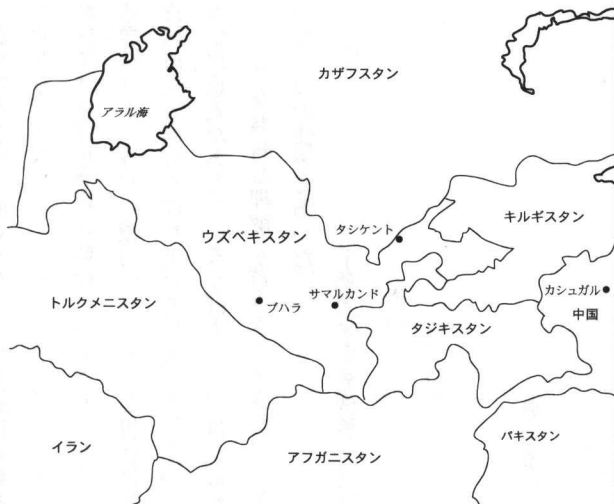 カザフスタン
アラル海
キルギスタン
タシケント
ウズベキスタン
カシュガル
サマルカンド
ブハラ
トルクメニスタン
中国
タジキスタン
パキスタン
イラン
アフガニスタン